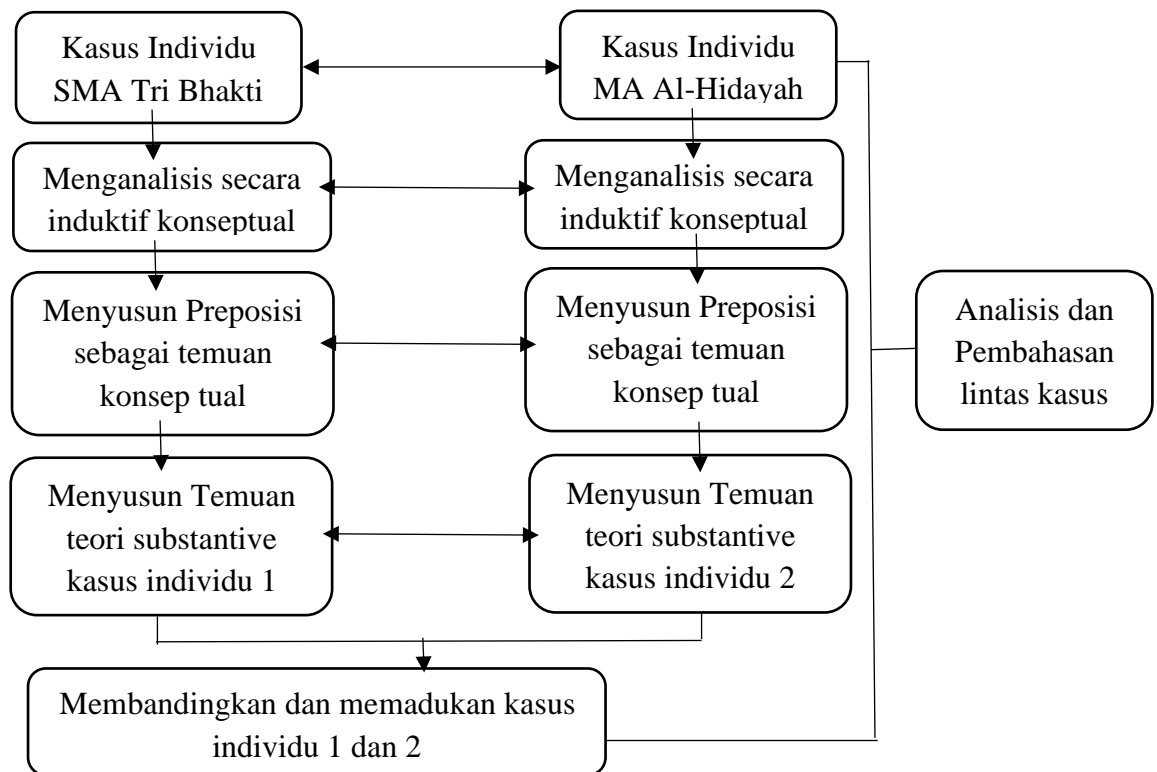 Kasus Individu
SMA Tri Bhakti
Kasus Individu
MA Al-Hidayah
Menganalisis secara
induktif konseptual
Menganalisis secara
induktif konseptual
Menyusun Preposisi
sebagai temuan
konsep tual
Menyusun Preposisi
sebagai temuan
konsep tual
Analisis dan
Pembahasan
lintas kasus
Menyusun Temuan
teori substantive
kasus individu 1
Menyusun Temuan
teori substantive
kasus individu 2
Membandingkan dan memadukan kasus
individu 1 dan 2